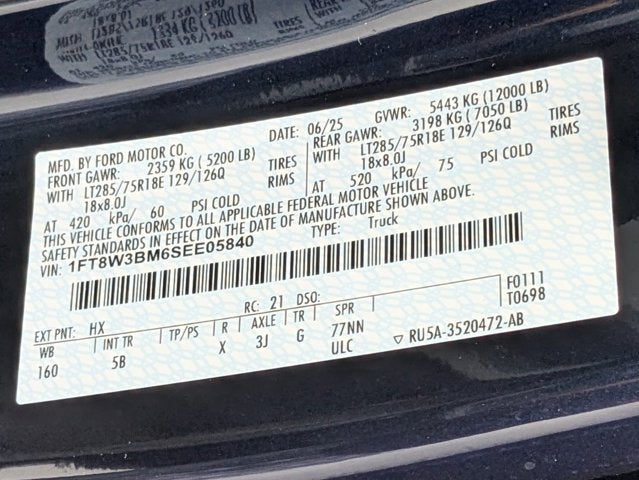 MFD. BY FORD MOTOR CO.
DATE: 06/25 GVWR: 5443 KG (12000 LB)
FRONT GAWR: 2359 KG ( 5200 LB) REAR GAWR: 3198 KG ( 7050 LB)
WITH LT285/75R18E 129/126Q TIRES WITH LT285/75R18E 129/126Q TIRES
18x8.0J RIMS 18x8.0J RIMS
AT 420 kPa/ 60 PSI COLD AT 520 kPa/ 75 PSI COLD
THIS VEHICLE CONFORMS TO ALL APPLICABLE FEDERAL MOTOR VEHICLE
SAFETY STANDARDS IN EFFECT ON THE DATE OF MANUFACTURE SHOWN ABOVE.
VIN: 1FT8W3BM6SEE05840 TYPE: Truck
F0111
T0698
EXT PNT: HX RC: 21 DSO:
WB INT TR TP/PS R AXLE TR SPR
160 5B X 3J G 77NN
ULC ▽ RU5A-3520472-AB